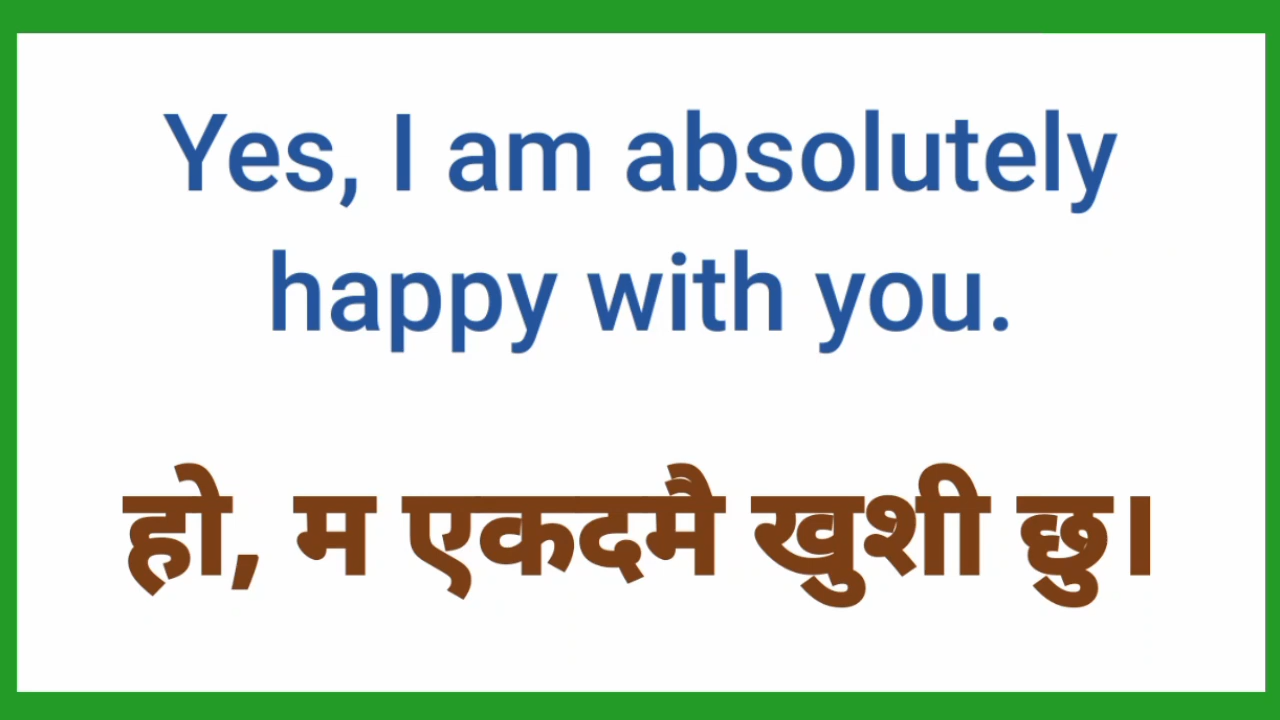 Yes, I am absolutely
happy with you.
हो, म एकदमै खुशी छु।